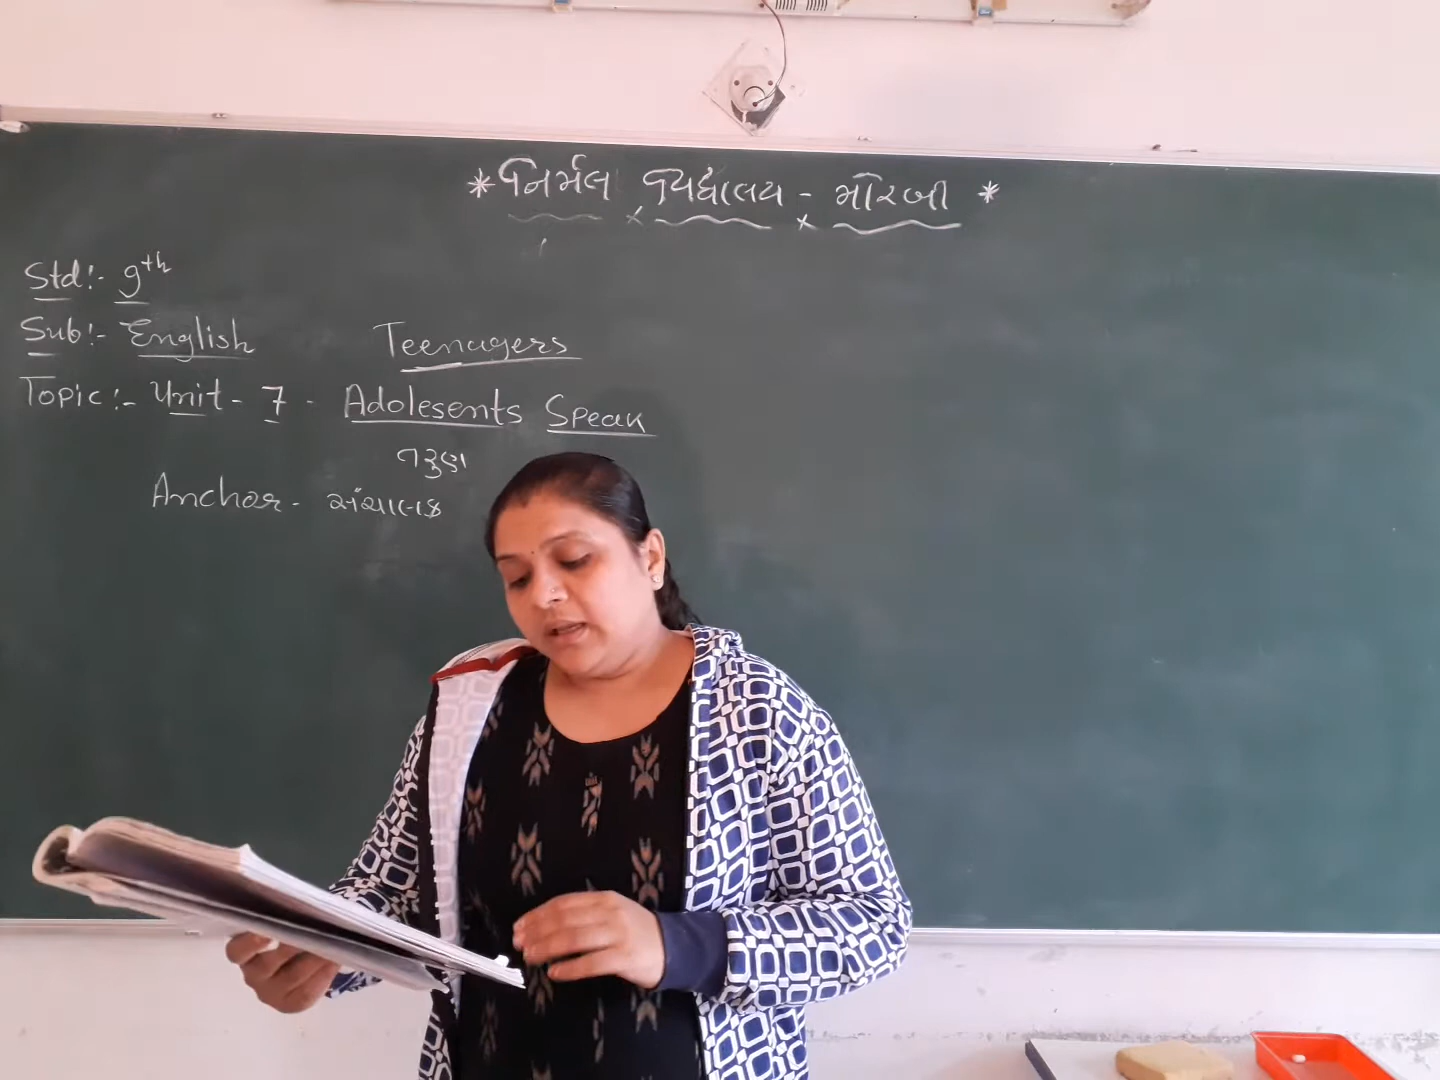 * નિર્મલ વિદ્યાલય - મોરબી *
Std:- 9th
Sub:- English
Teenagers
Topic:- Unit - 7 - Adolesents Speak
તરુણ
Anchor - સંચાલક